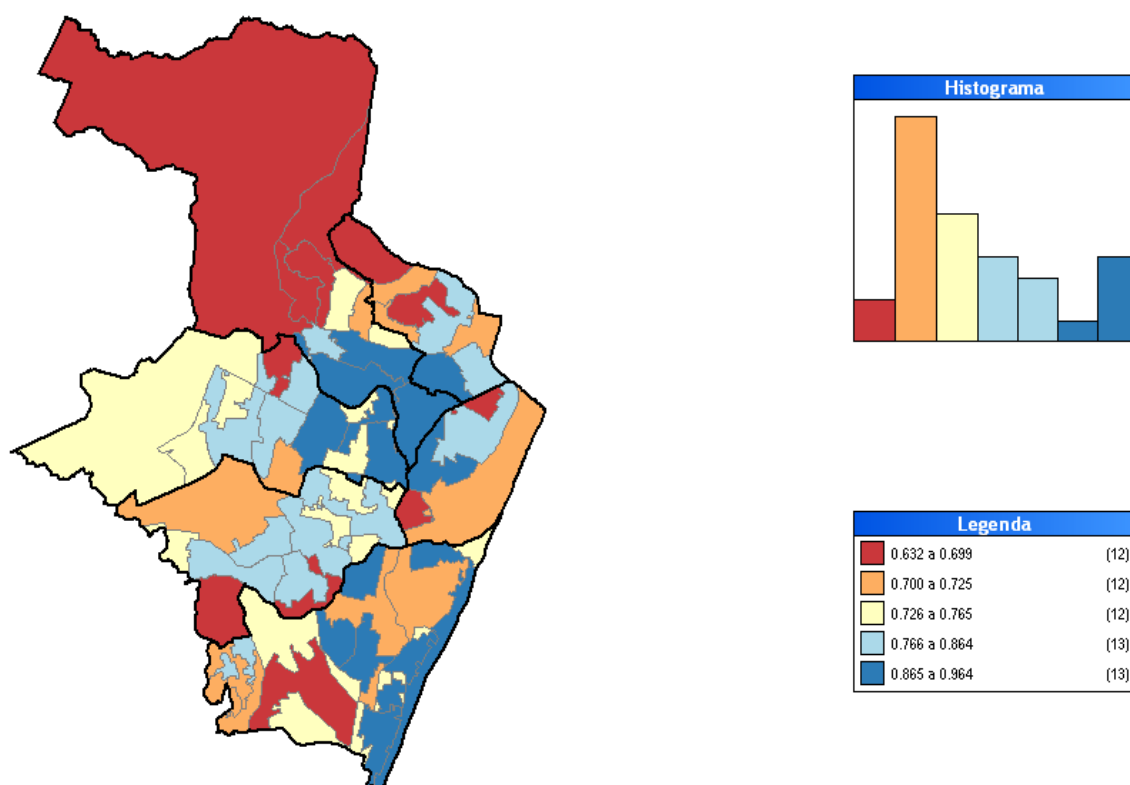 Histograma
Legenda
0.632 a 0.699 (12)
0.700 a 0.725 (12)
0.726 a 0.765 (12)
0.766 a 0.864 (13)
0.865 a 0.964 (13)